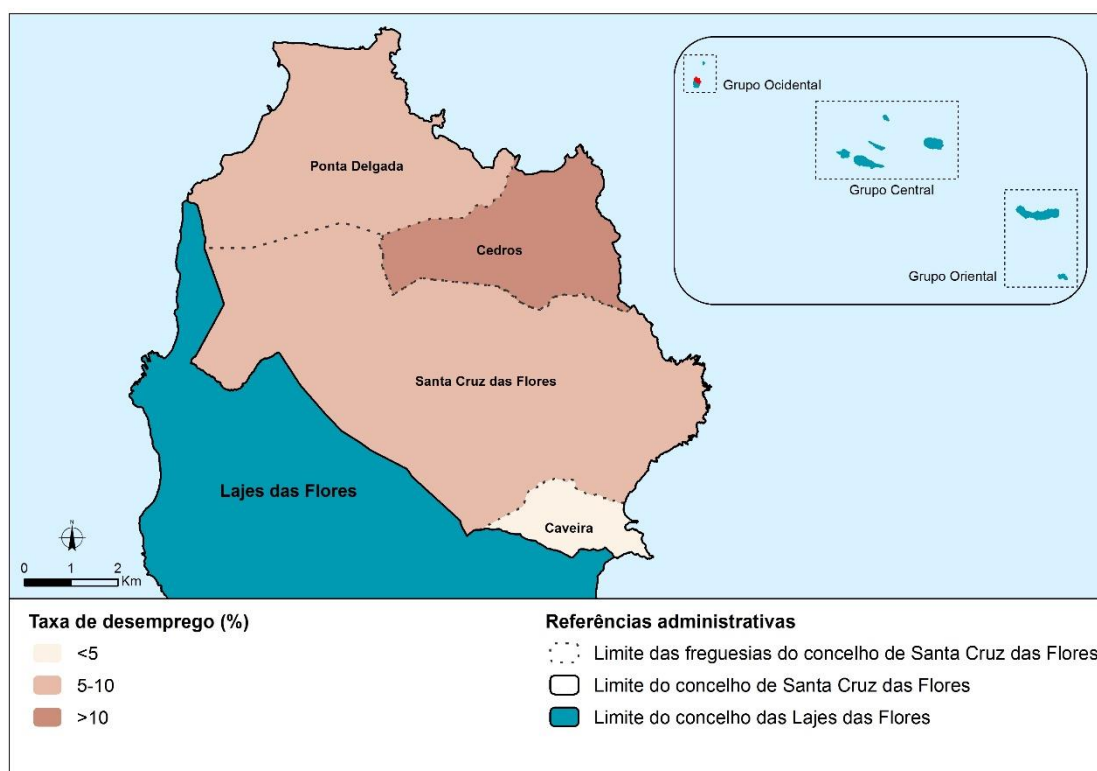 Grupo Ocidental
Grupo Central
Grupo Oriental
Ponta Delgada
Cedros
Santa Cruz das Flores
Lajes das Flores
Caveira
N
0 1 2
Km
Taxa de desemprego (%)
<5
5-10
>10
Referências administrativas
Limite das freguesias do concelho de Santa Cruz das Flores
Limite do concelho de Santa Cruz das Flores
Limite do concelho das Lajes das Flores